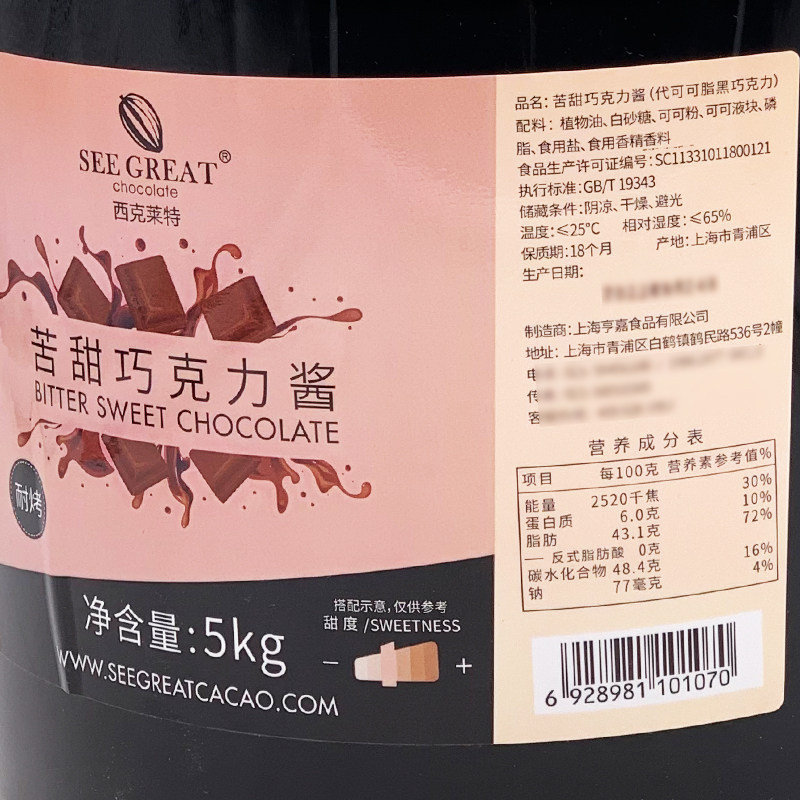 SEE GREAT®
chocolate
西克莱特
苦甜巧克力酱
BITTER SWEET CHOCOLATE
耐烤
净含量:5kg
WWW.SEEGREATCACAO.COM
搭配示意,仅供参考
甜度/SWEETNESS
− +
品名: 苦甜巧克力酱(代可可脂黑巧克力)
配料: 植物油、白砂糖、可可粉、可可液块、磷
脂、食用盐、食用香精香料
食品生产许可证编号:SC11331011800121
执行标准:GB/T 19343
储藏条件:阴凉、干燥、避光
温度:≤25°C 相对湿度:≤65%
保质期:18个月 产地:上海市青浦区
生产日期:
制造商:上海亨嘉食品有限公司
地址: 上海市青浦区白鹤镇鹤民路536号2幢
电
传
客
营养成分表
项目 每100克 营养素参考值%
能量 2520千焦 30%
蛋白质 6.0克 10%
脂肪 43.1克 72%
— 反式脂肪酸 0克
碳水化合物 48.4克 16%
钠 77毫克 4%
6 928981 101070